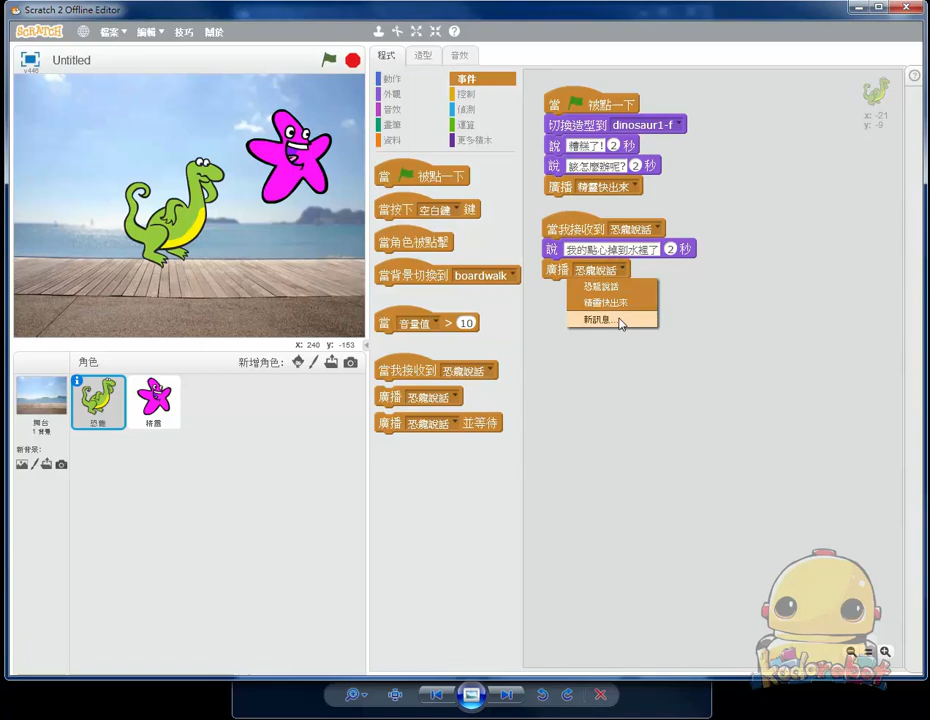 Scratch 2 Offline Editor
SCRATCH
檔案 編輯 技巧 關於
v446
Untitled
x: 240 y: -153
角色
新增角色:
舞台
1 背景
新背景:
恐龍
精靈
程式 造型 音效
動作 事件
外觀 控制
音效 偵測
畫筆 運算
資料 更多積木
當 被點一下
當按下 空白鍵 鍵
當角色被點擊
當背景切換到 boardwalk
當 音量值 > 10
當我接收到 恐龍說話
廣播 恐龍說話
廣播 恐龍說話 並等待
當 被點一下
切換造型到 dinosaur1-f
說 糟糕了! 2 秒
說 該怎麼辦呢? 2 秒
廣播 精靈快出來
當我接收到 恐龍說話
說 我的點心掉到水裡了 2 秒
廣播 恐龍說話
恐龍說話
精靈快出來
新訊息...
x: -21
y: -9
kodorobot